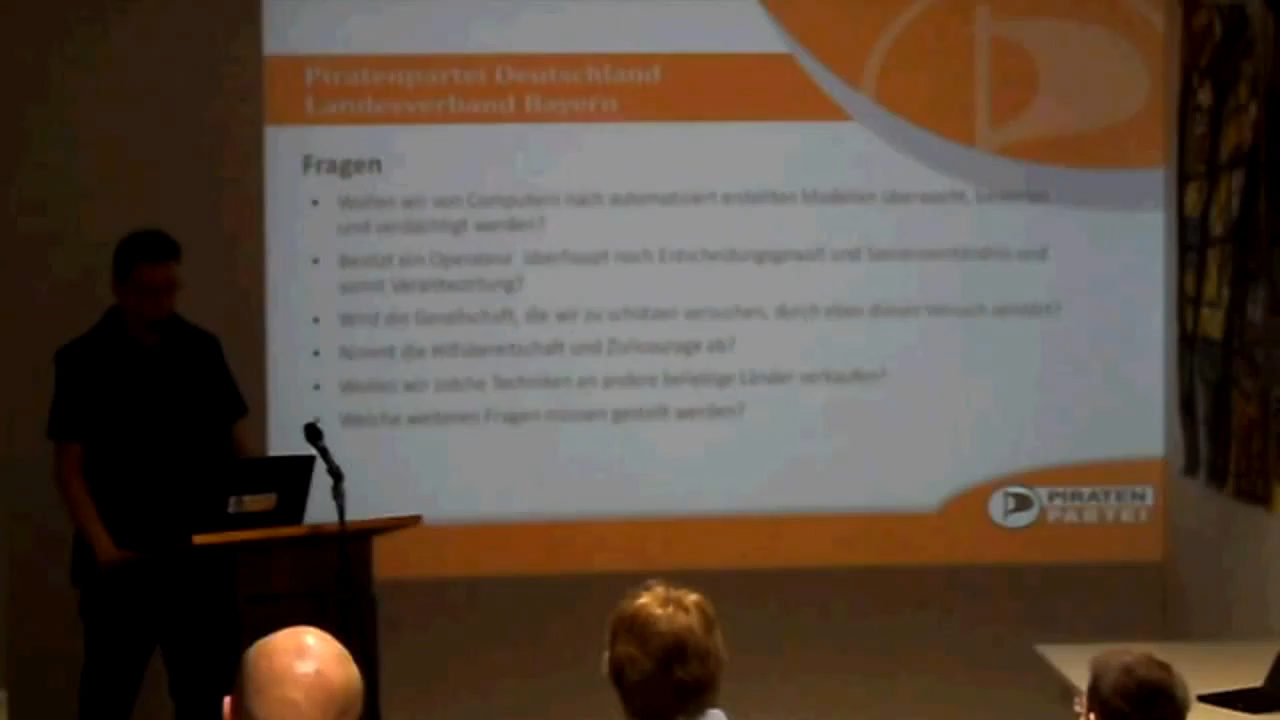 Piratenpartei Deutschland
Landesverband Bayern
Fragen
Wollen wir von Computern nach automatisiert erstellten Modellen überwacht,
und verdächtigt werden?
Besitzt ein Operateur überhaupt noch Entscheidungsgewalt und
somit Verantwortung?
Wird die Gesellschaft, die wir zu schützen versuchen, durch eben diesen Versuch zerstört?
Nimmt die Hilfsbereitschaft und Zivilcourage ab?
Wollen wir solche Techniken an andere beliebige Länder verkaufen?
Welche weiteren Fragen müssen gestellt werden?
PIRATEN
PARTEI